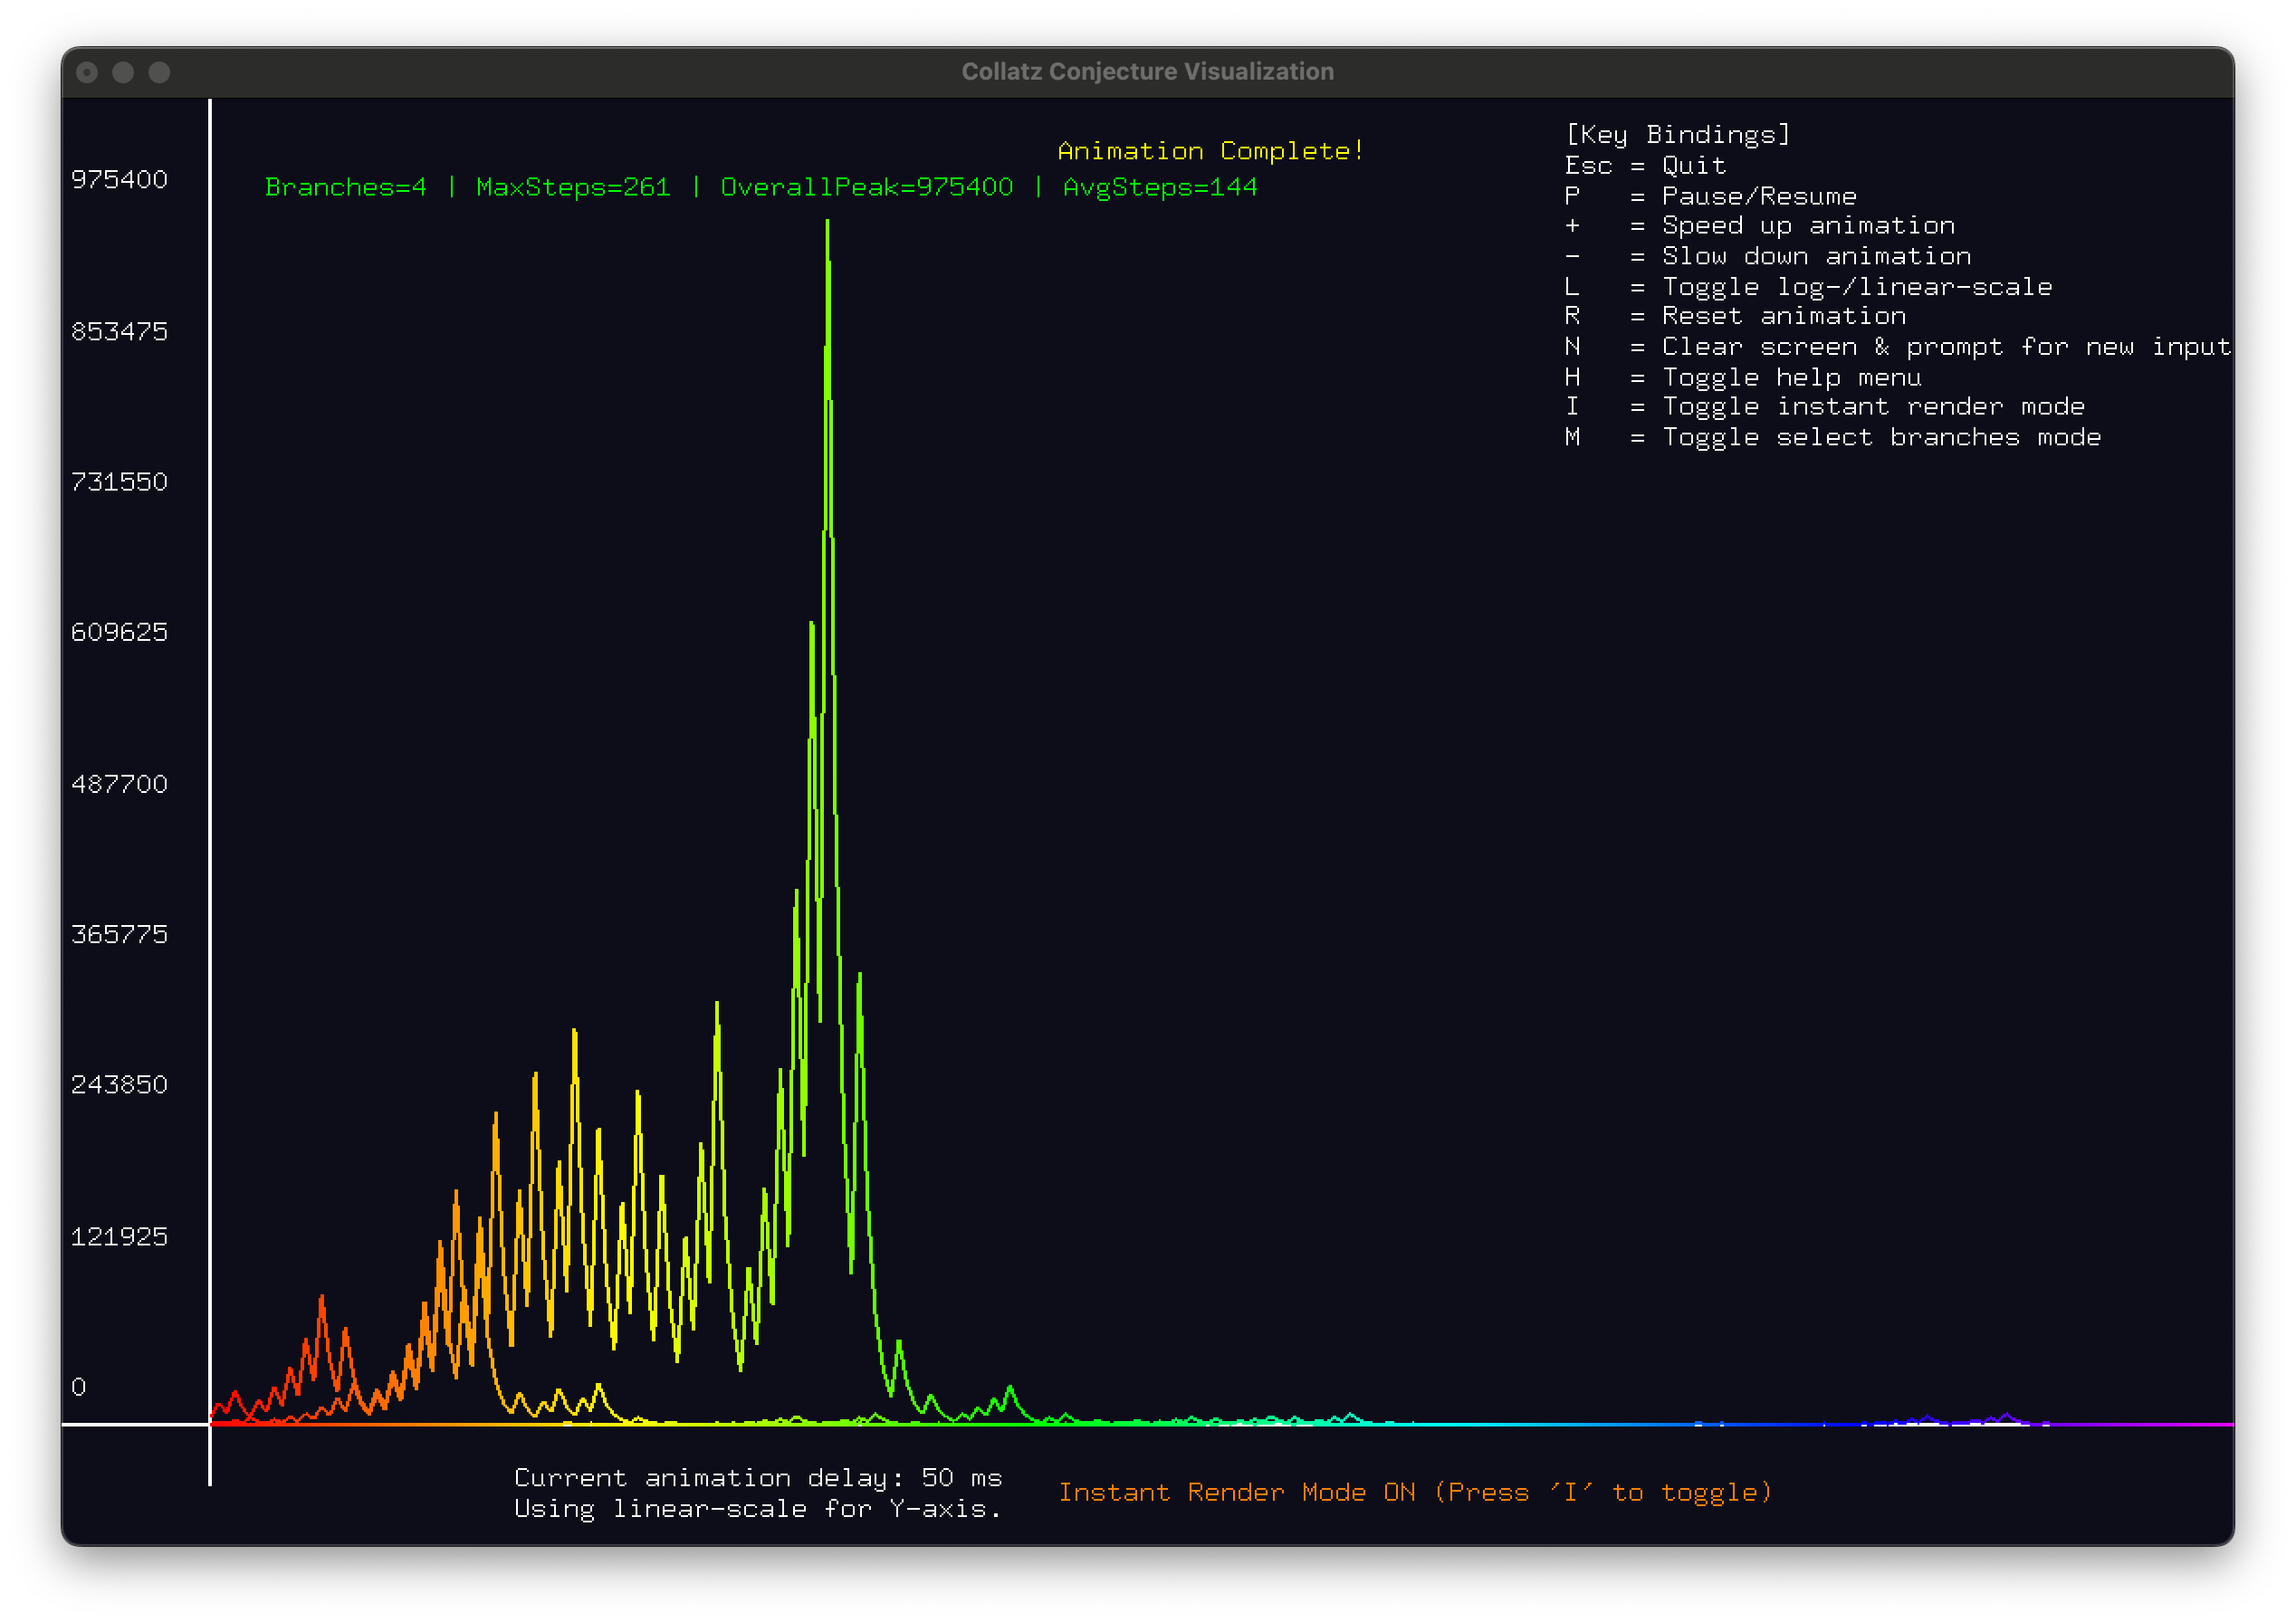 Collatz Conjecture Visualization
Animation Complete!
Branches=4 | MaxSteps=261 | OverallPeak=975400 | AvgSteps=144
[Key Bindings]
Esc = Quit
P   = Pause/Resume
+   = Speed up animation
-   = Slow down animation
L   = Toggle log-/linear-scale
R   = Reset animation
N   = Clear screen & prompt for new input
H   = Toggle help menu
I   = Toggle instant render mode
M   = Toggle select branches mode
975400
853475
731550
609625
487700
365775
243850
121925
0
Current animation delay: 50 ms
Using linear-scale for Y-axis.
Instant Render Mode ON (Press 'I' to toggle)